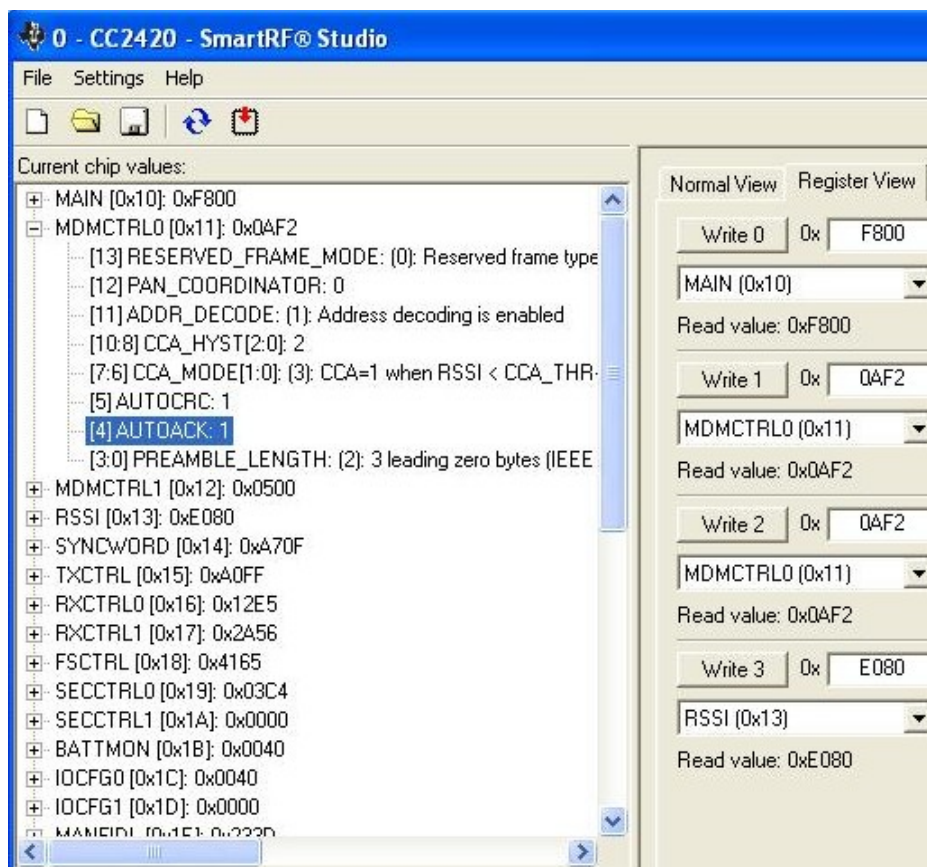 0 - CC2420 - SmartRF® Studio
File Settings Help
Current chip values:
MAIN [0x10]: 0xF800
MDMCTRL0 [0x11]: 0x0AF2
[13] RESERVED_FRAME_MODE: (0): Reserved frame type
[12] PAN_COORDINATOR: 0
[11] ADDR_DECODE: (1): Address decoding is enabled
[10:8] CCA_HYST[2:0]: 2
[7:6] CCA_MODE[1:0]: (3): CCA=1 when RSSI < CCA_THR-
[5] AUTOCRC: 1
[4] AUTOACK: 1
[3:0] PREAMBLE_LENGTH: (2): 3 leading zero bytes (IEEE
MDMCTRL1 [0x12]: 0x0500
RSSI [0x13]: 0xE080
SYNCWORD [0x14]: 0xA70F
TXCTRL [0x15]: 0xA0FF
RXCTRL0 [0x16]: 0x12E5
RXCTRL1 [0x17]: 0x2A56
FSCTRL [0x18]: 0x4165
SECCTRL0 [0x19]: 0x03C4
SECCTRL1 [0x1A]: 0x0000
BATTMON [0x1B]: 0x0040
IOCFG0 [0x1C]: 0x0040
IOCFG1 [0x1D]: 0x0000
MANFIDL [0x1E]: 0x233D
Normal View Register View
Write 0 0x F800
MAIN (0x10)
Read value: 0xF800
Write 1 0x 0AF2
MDMCTRL0 (0x11)
Read value: 0x0AF2
Write 2 0x 0AF2
MDMCTRL0 (0x11)
Read value: 0x0AF2
Write 3 0x E080
RSSI (0x13)
Read value: 0xE080